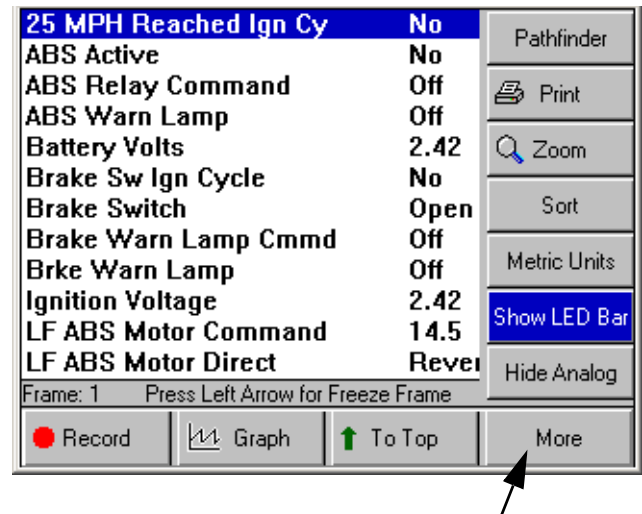 25 MPH Reached Ign Cy No
ABS Active No
ABS Relay Command Off
ABS Warn Lamp Off
Battery Volts 2.42
Brake Sw Ign Cycle No
Brake Switch Open
Brake Warn Lamp Cmmd Off
Brke Warn Lamp Off
Ignition Voltage 2.42
LF ABS Motor Command 14.5
LF ABS Motor Direct Rever
Pathfinder
Print
Zoom
Sort
Metric Units
Show LED Bar
Hide Analog
Frame: 1 Press Left Arrow for Freeze Frame
Record Graph To Top More